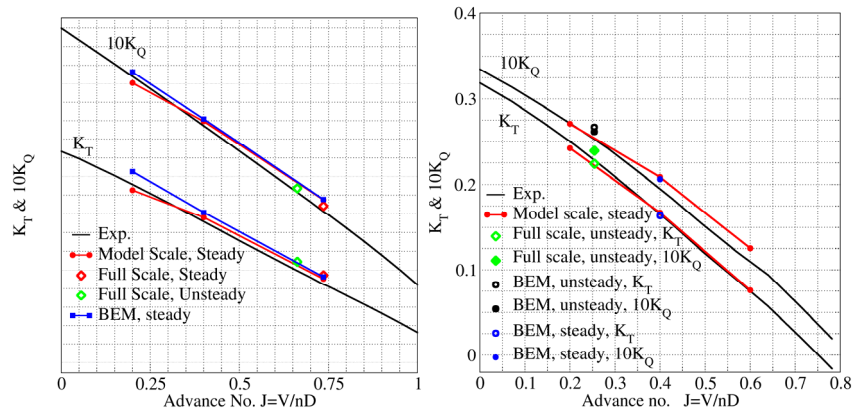 10K_Q
K_T
K_T & 10K_Q
Exp.
Model Scale, Steady
Full Scale, Steady
Full Scale, Unsteady
BEM, steady
0 0.25 0.5 0.75 1
Advance No. J=V/nD
0.4
0.3
0.2
0.1
0
10K_Q
K_T
K_T & 10K_Q
Exp.
Model scale, steady
Full scale, unsteady, K_T
Full scale, unsteady, 10K_Q
BEM, unsteady, K_T
BEM, unsteady, 10K_Q
BEM, steady, K_T
BEM, steady, 10K_Q
0 0.1 0.2 0.3 0.4 0.5 0.6 0.7 0.8
Advance no. J=V/nD